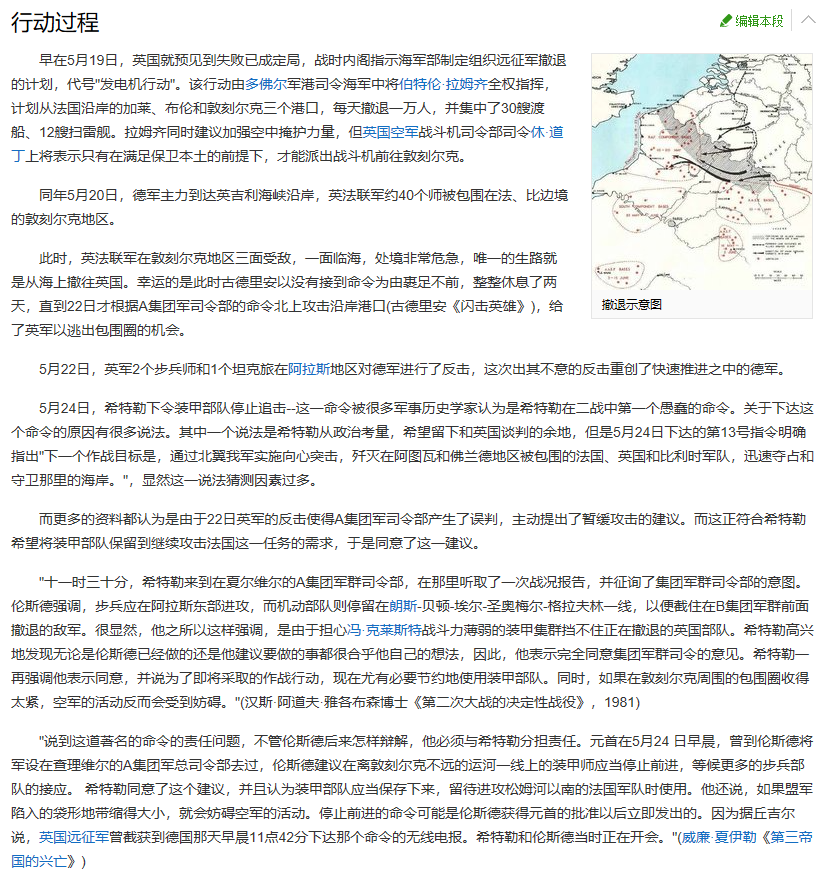 行动过程
编辑本段
早在5月19日，英国就预见到失败已成定局，战时内阁指示海军部制定组织远征军撤退
的计划，代号"发电机行动"。该行动由多佛尔军港司令海军中将伯特伦·拉姆齐全权指挥，
计划从法国沿岸的加莱、布伦和敦刻尔克三个港口，每天撤退一万人，并集中了30艘渡
船、12艘扫雷舰。拉姆齐同时建议加强空中掩护力量，但英国空军战斗机司令部司令休·道
丁上将表示只有在满足保卫本土的前提下，才能派出战斗机前往敦刻尔克。
同年5月20日，德军主力到达英吉利海峡沿岸，英法联军约40个师被包围在法、比边境
的敦刻尔克地区。
此时，英法联军在敦刻尔克地区三面受敌，一面临海，处境非常危急，唯一的生路就
是从海上撤往英国。幸运的是此时古德里安以没有接到命令为由裹足不前，整整休息了两
天，直到22日才根据A集团军司令部的命令北上攻击沿岸港口(古德里安《闪击英雄》)，给
了英军以逃出包围圈的机会。
撤退示意图
5月22日，英军2个步兵师和1个坦克旅在阿拉斯地区对德军进行了反击，这次出其不意的反击重创了快速推进之中的德军。
5月24日，希特勒下令装甲部队停止追击--这一命令被很多军事历史学家认为是希特勒在二战中第一个愚蠢的命令。关于下达这
个命令的原因有很多说法。其中一个说法是希特勒从政治考量，希望留下和英国谈判的余地，但是5月24日下达的第13号指令明确
指出"下一个作战目标是，通过北翼我军实施向心突击，歼灭在阿图瓦和佛兰德地区被包围的法国、英国和比利时军队，迅速夺占和
守卫那里的海岸。"，显然这一说法猜测因素过多。
而更多的资料都认为是由于22日英军的反击使得A集团军司令部产生了误判，主动提出了暂缓攻击的建议。而这正符合希特勒
希望将装甲部队保留到继续攻击法国这一任务的需求，于是同意了这一建议。
"十一时三十分，希特勒来到在夏尔维尔的A集团军群司令部，在那里听取了一次战况报告，并征询了集团军群司令部的意图。
伦斯德强调，步兵应在阿拉斯东部进攻，而机动部队则停留在朗斯-贝顿-埃尔-圣奥梅尔-格拉夫林一线，以便截住在B集团军群前面
撤退的敌军。很显然，他之所以这样强调，是由于担心冯·克莱斯特战斗力薄弱的装甲集群挡不住正在撤退的英国部队。希特勒高兴
地发现无论是伦斯德已经做的还是他建议要做的事都很合乎他自己的想法，因此，他表示完全同意集团军群司令的意见。希特勒一
再强调他表示同意，并说为了即将采取的作战行动，现在尤有必要节约地使用装甲部队。同时，如果在敦刻尔克周围的包围圈收得
太紧，空军的活动反而会受到妨碍。"(汉斯·阿道夫·雅各布森博士《第二次大战的决定性战役》，1981)
"说到这道著名的命令的责任问题，不管伦斯德后来怎样辩解，他必须与希特勒分担责任。元首在5月24 日早晨，曾到伦斯德将
军设在查理维尔的A集团军总司令部去过，伦斯德建议在离敦刻尔克不远的运河一线上的装甲师应当停止前进，等候更多的步兵部
队的接应。 希特勒同意了这个建议，并且认为装甲部队应当保存下来，留待进攻松姆河以南的法国军队时使用。他还说，如果盟军
陷入的袋形地带缩得大小，就会妨碍空军的活动。停止前进的命令可能是伦斯德获得元首的批准以后立即发出的。因为据丘吉尔
说，英国远征军曾截获到德国那天早晨11点42分下达那个命令的无线电报。希特勒和伦斯德当时正在开会。"(威廉·夏伊勒《第三帝
国的兴亡》)